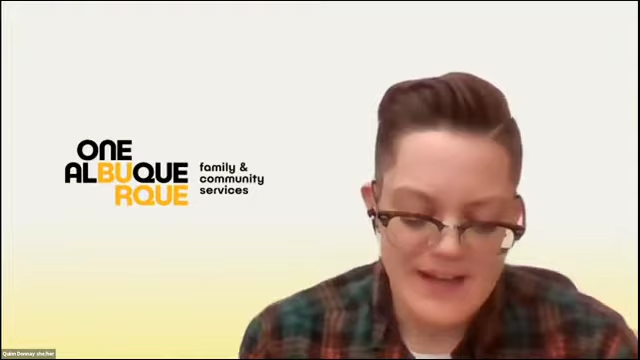 ONE
ALBUQUE
RQUE
family &
community
services
Quinn Donnay she/her